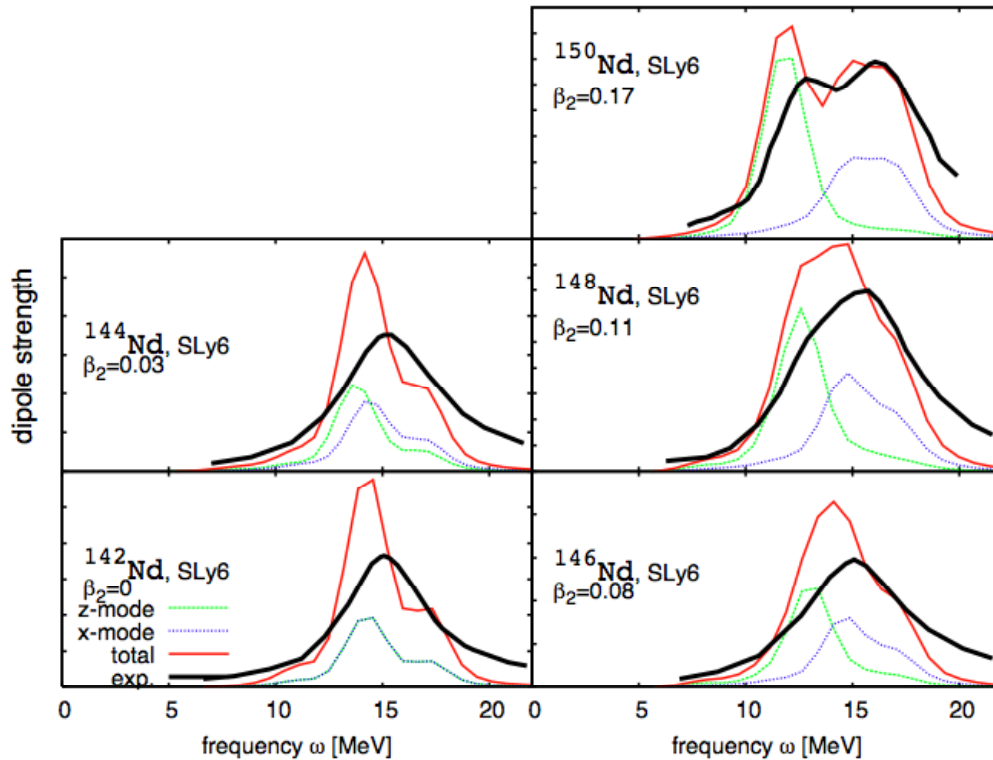 150Nd, SLy6
β2=0.17
144Nd, SLy6
β2=0.03
148Nd, SLy6
β2=0.11
142Nd, SLy6
β2=0
z-mode
x-mode
total
exp.
146Nd, SLy6
β2=0.08
dipole strength
0 5 10 15 20
0 5 10 15 20
frequency ω [MeV]
frequency ω [MeV]